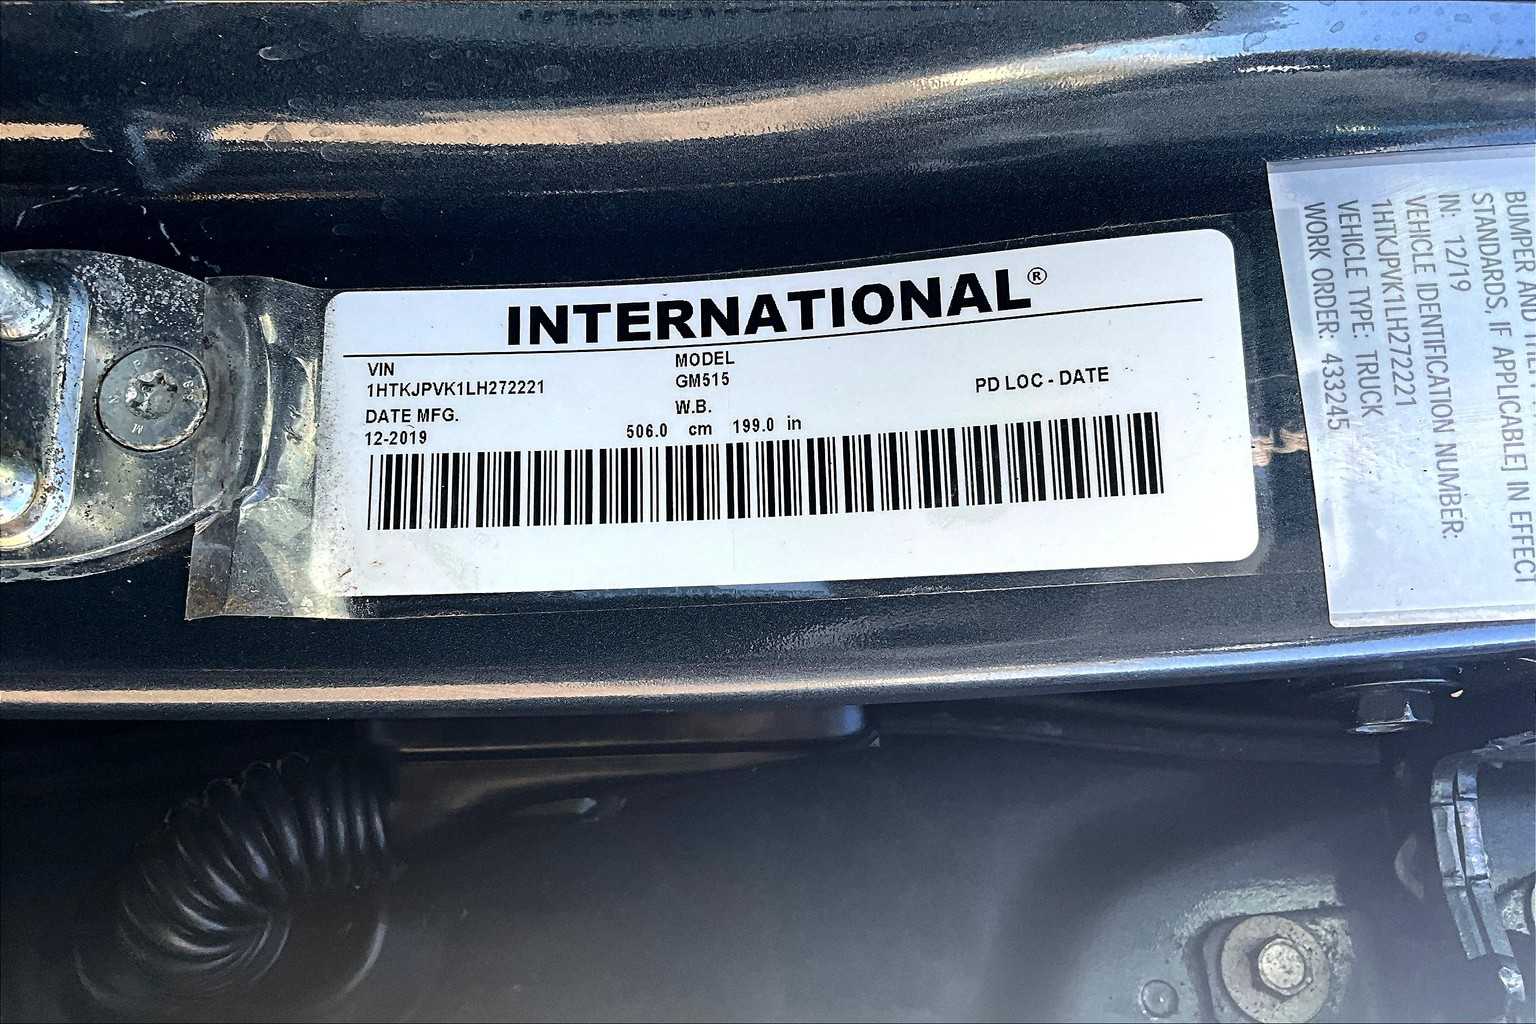 INTERNATIONAL®
VIN
1HTKJPVK1LH272221
DATE MFG.
12-2019
MODEL
GM515
W.B.
506.0 cm 199.0 in
PD LOC - DATE
BUMPER AND
STANDARDS, IF APPLICABLE] IN EFFECT
IN: 12/19
VEHICLE IDENTIFICATION NUMBER:
1HTKJPVK1LH272221
VEHICLE TYPE: TRUCK
WORK ORDER: 433245